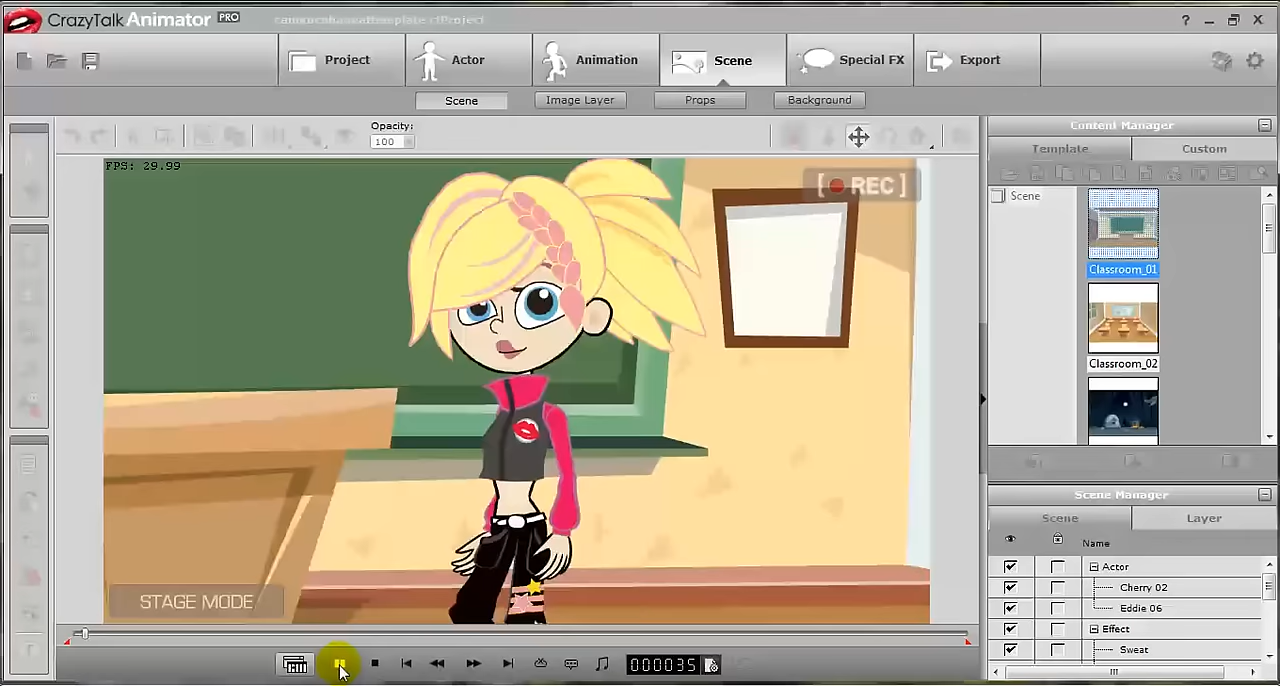 CrazyTalk Animator PRO
Project
Actor
Animation
Scene
Special FX
Export
Scene
Image Layer
Props
Background
Opacity:
100
FPS: 29.99
[ REC ]
STAGE MODE
000035
Content Manager
Template
Custom
Scene
Classroom_01
Classroom_02
Scene Manager
Scene
Layer
Name
Actor
Cherry 02
Eddie 06
Effect
Sweat